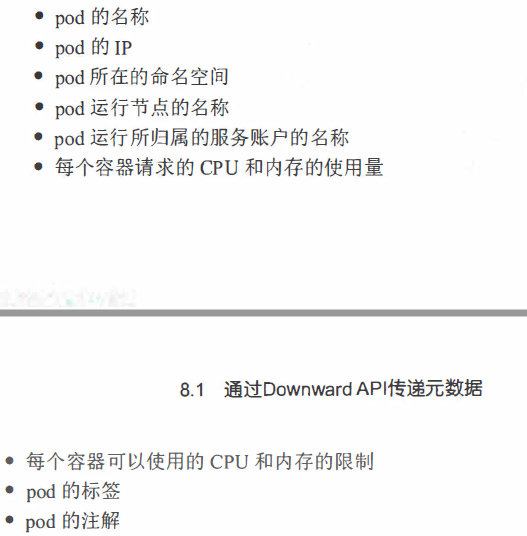 • pod 的名称
• pod 的 IP
• pod 所在的命名空间
• pod 运行节点的名称
• pod 运行所归属的服务账户的名称
• 每个容器请求的 CPU 和内存的使用量
8.1 通过Downward API传递元数据
• 每个容器可以使用的 CPU 和内存的限制
• pod 的标签
• pod 的注解